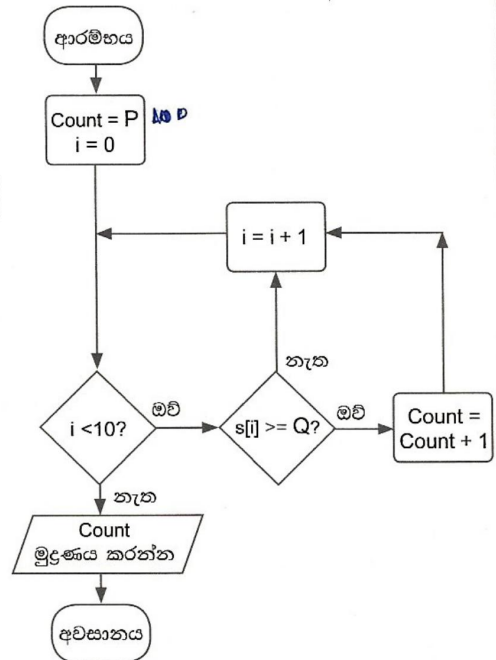 ආරම්භය
Count = P
i = 0
i = i + 1
නැත
i <10?
ඔව්
s[i] >= Q?
ඔව්
Count =
Count + 1
නැත
Count
මුද්‍රණය කරන්න
අවසානය